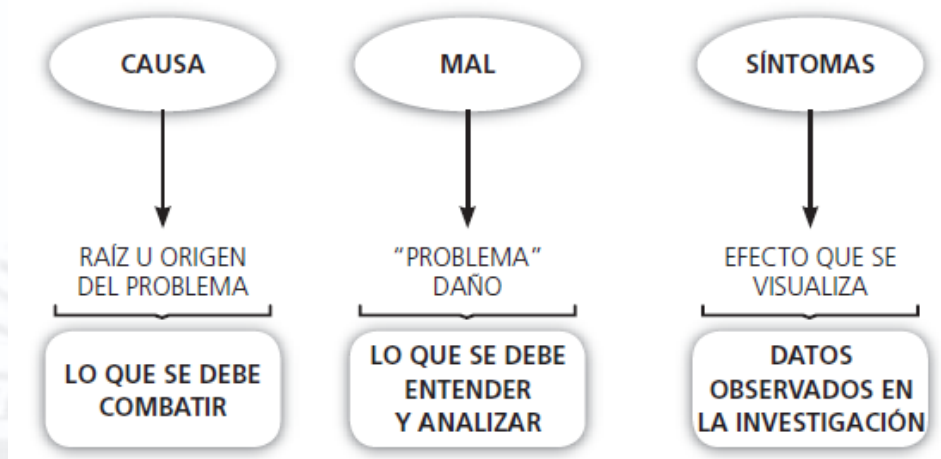 CAUSA
RAÍZ U ORIGEN
DEL PROBLEMA
LO QUE SE DEBE
COMBATIR
MAL
“PROBLEMA”
DAÑO
LO QUE SE DEBE
ENTENDER
Y ANALIZAR
SÍNTOMAS
EFECTO QUE SE
VISUALIZA
DATOS
OBSERVADOS EN
LA INVESTIGACIÓN